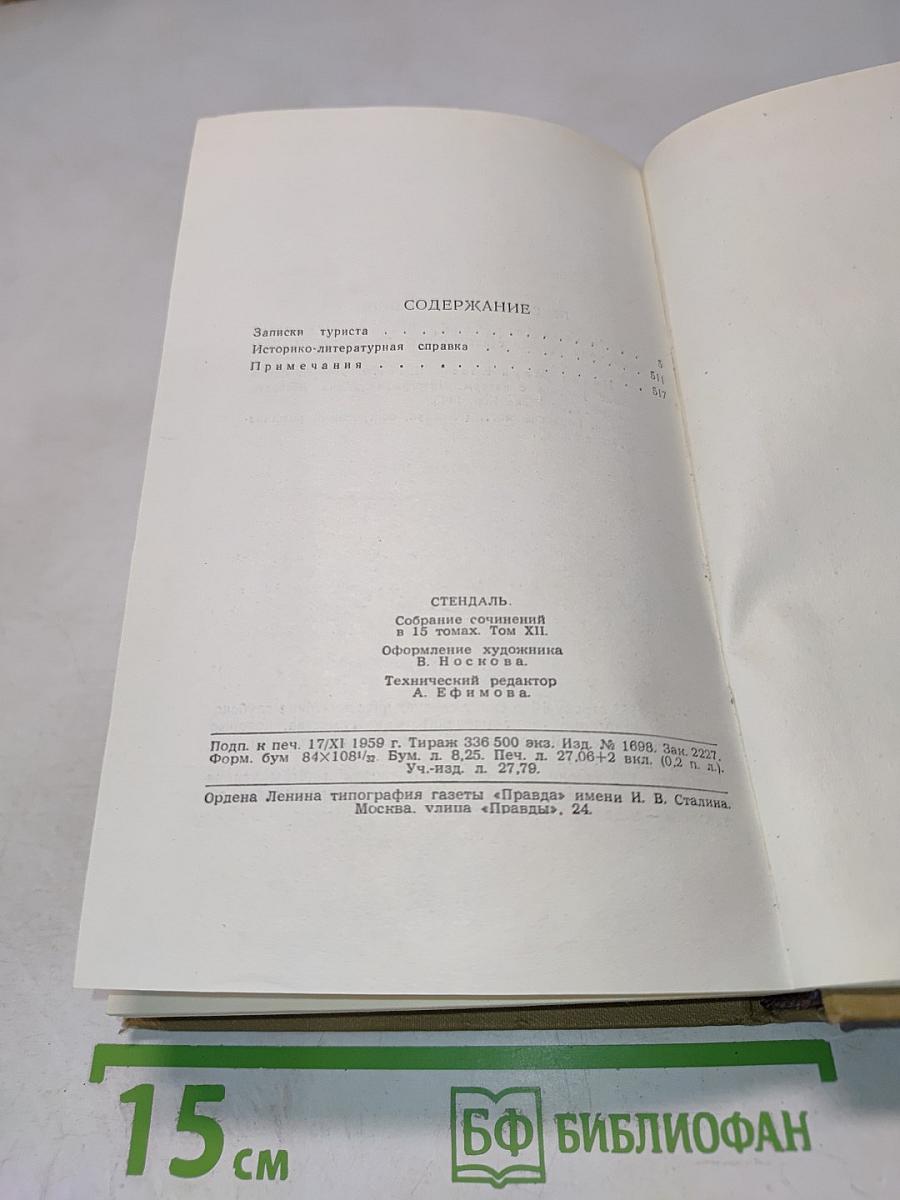 СОДЕРЖАНИЕ
Записки туриста . . . . . . . . . . . . . . . 5
Историко-литературная справка . . . . . . . . . 511
Примечания . . . . . . . . . . . . . . . 517
СТЕНДАЛЬ.
Собрание сочинений
в 15 томах. Том XII.
Оформление художника
В. Носкова.
Технический редактор
А. Ефимова.
Подп. к печ. 17/XI 1959 г. Тираж 336 500 экз. Изд. № 1698. Зак. 2227.
Форм. бум 84×108¹/₃₂. Бум. л. 8,25. Печ. л. 27,06+2 вкл. (0,2 п. л.).
Уч.-изд. л. 27,79.
Ордена Ленина типография газеты «Правда» имени И. В. Сталина.
Москва. улица «Правды», 24.
15 см
БФ БИБЛИОФАН